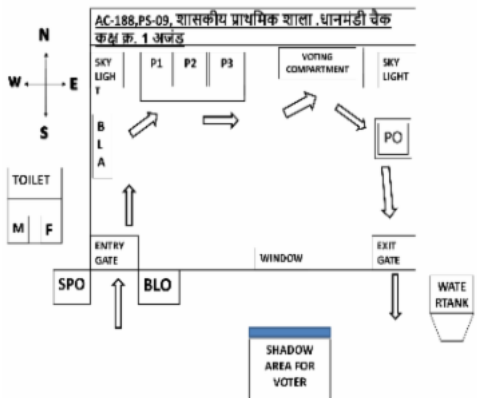 AC-188,PS-09, शासकीय प्राथमिक शाला .धानमंडी चैक
कक्ष क्र. 1 अजंड
N
W
E
S
SKY
LIGH
T
P1
P2
P3
VOTING
COMPARTMENT
SKY
LIGHT
B
L
A
PO
TOILET
M
F
ENTRY
GATE
WINDOW
EXIT
GATE
SPO
BLO
WATE
RTANK
SHADOW
AREA FOR
VOTER